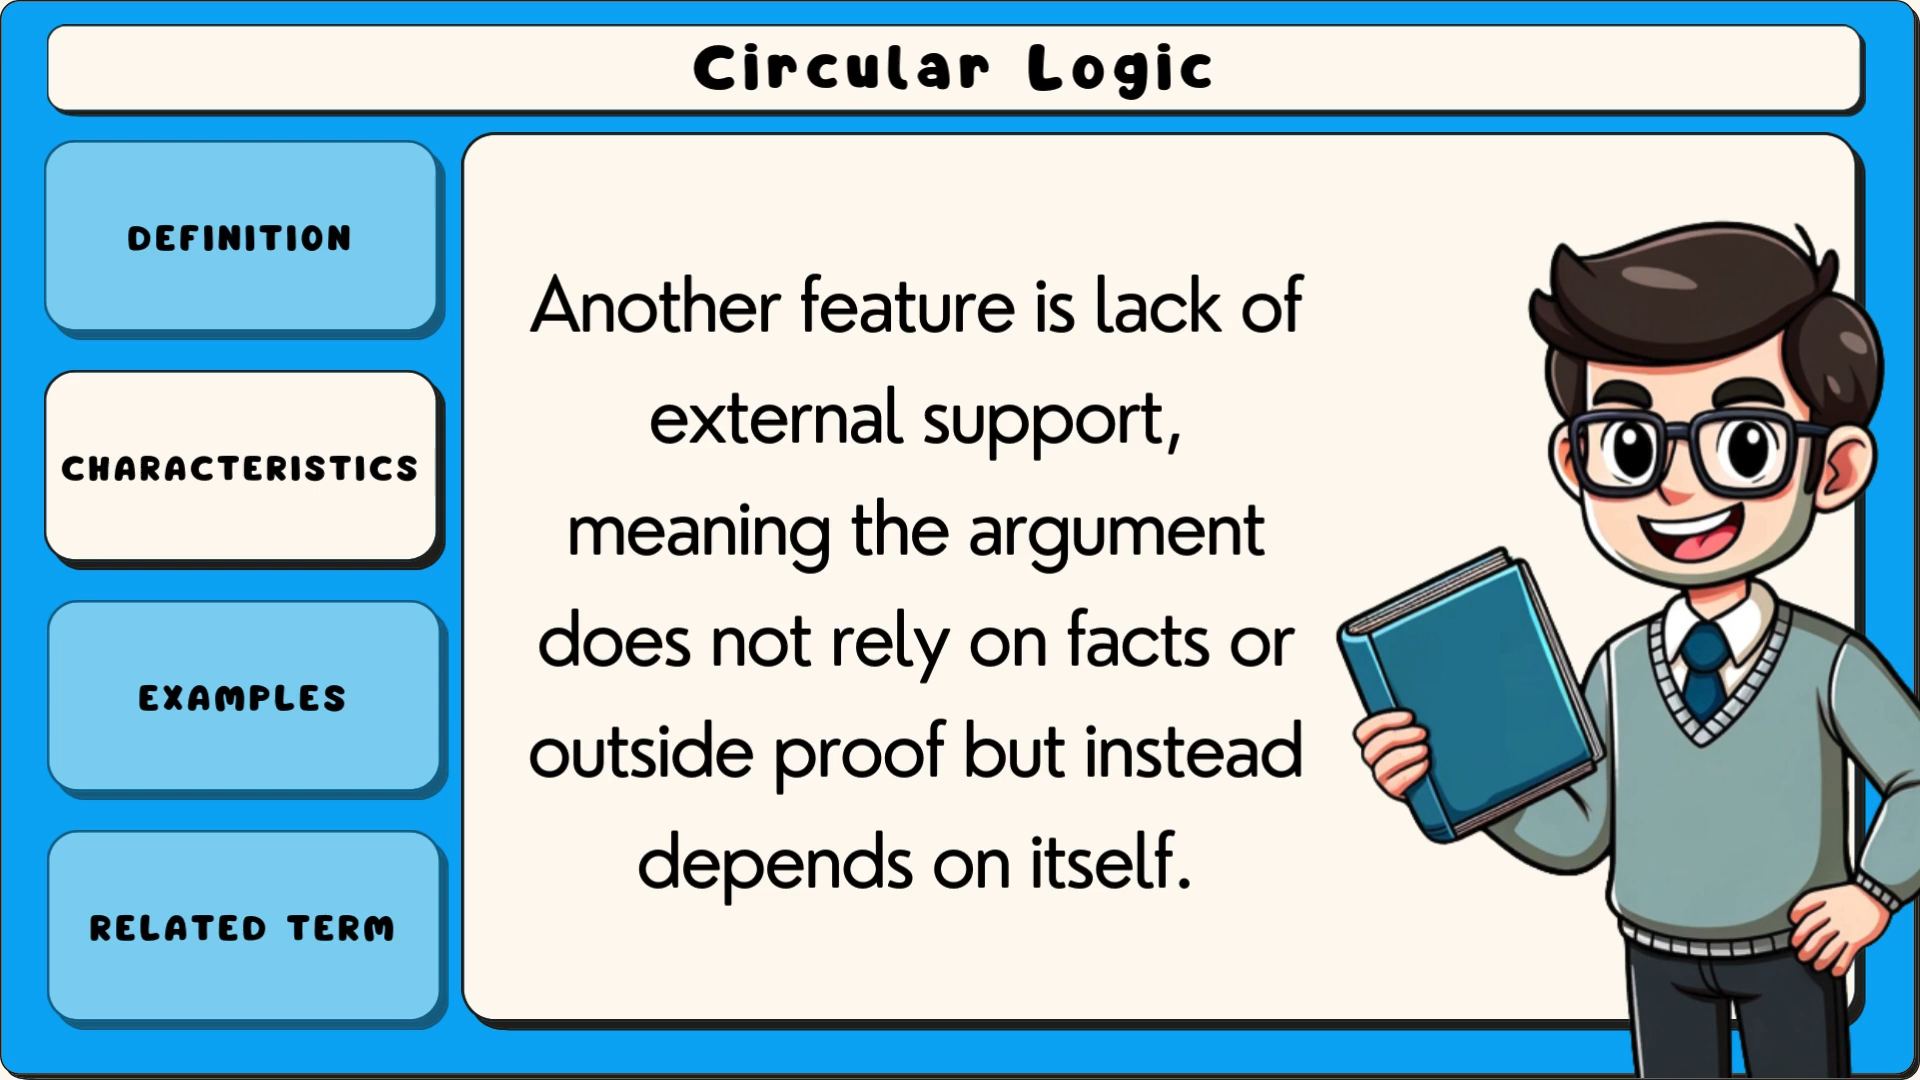 Circular Logic
DEFINITION
CHARACTERISTICS
EXAMPLES
RELATED TERM
Another feature is lack of
external support,
meaning the argument
does not rely on facts or
outside proof but instead
depends on itself.